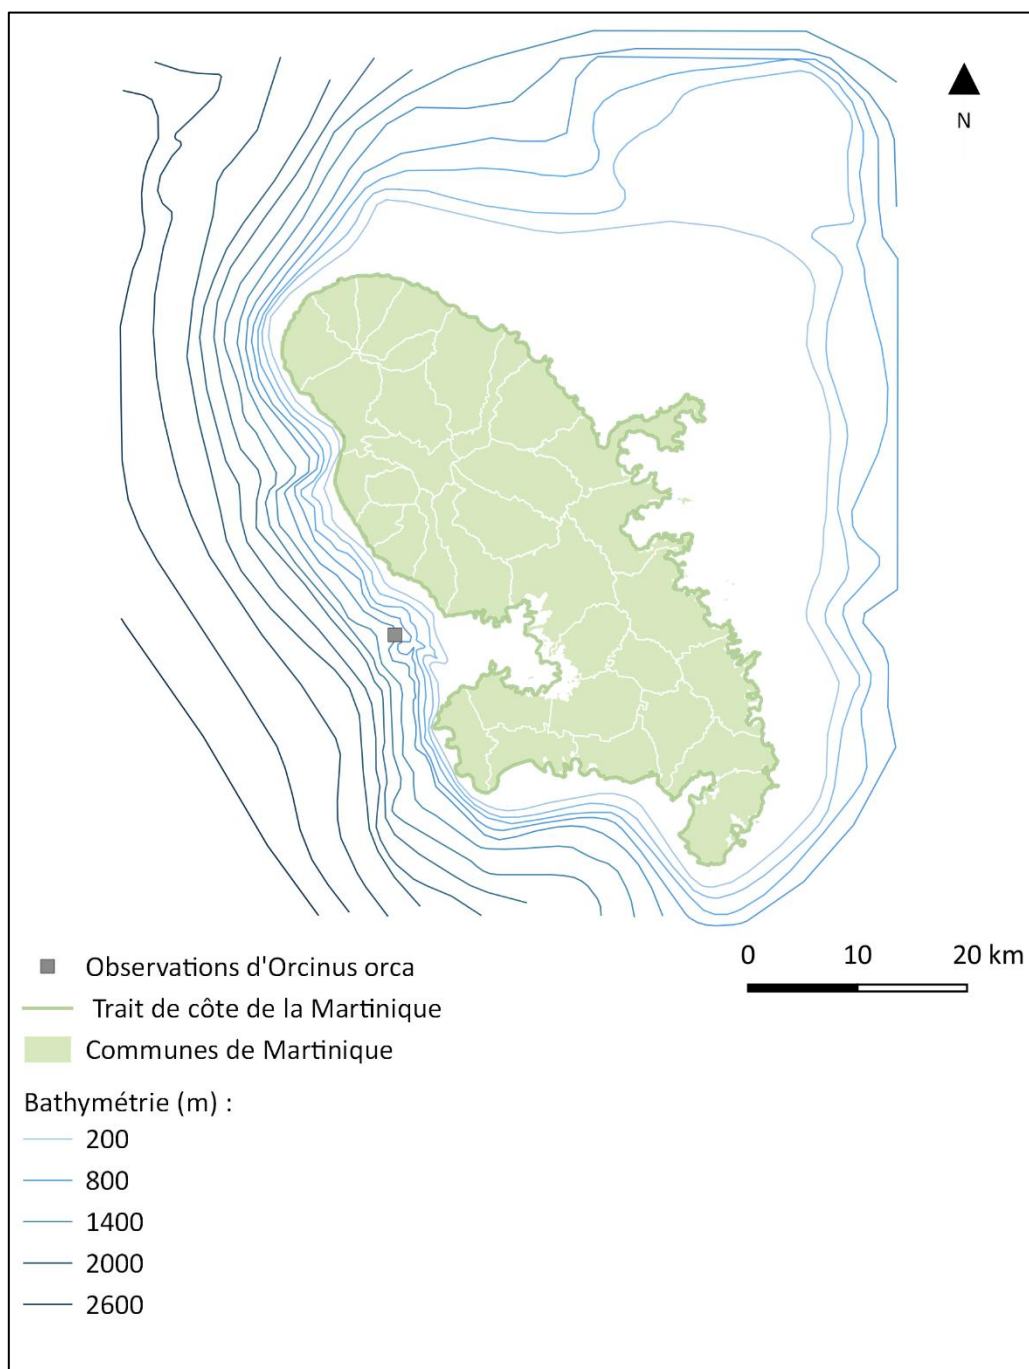 N
0 10 20 km
Observations d'Orcinus orca
Trait de côte de la Martinique
Communes de Martinique
Bathymétrie (m) :
200
800
1400
2000
2600